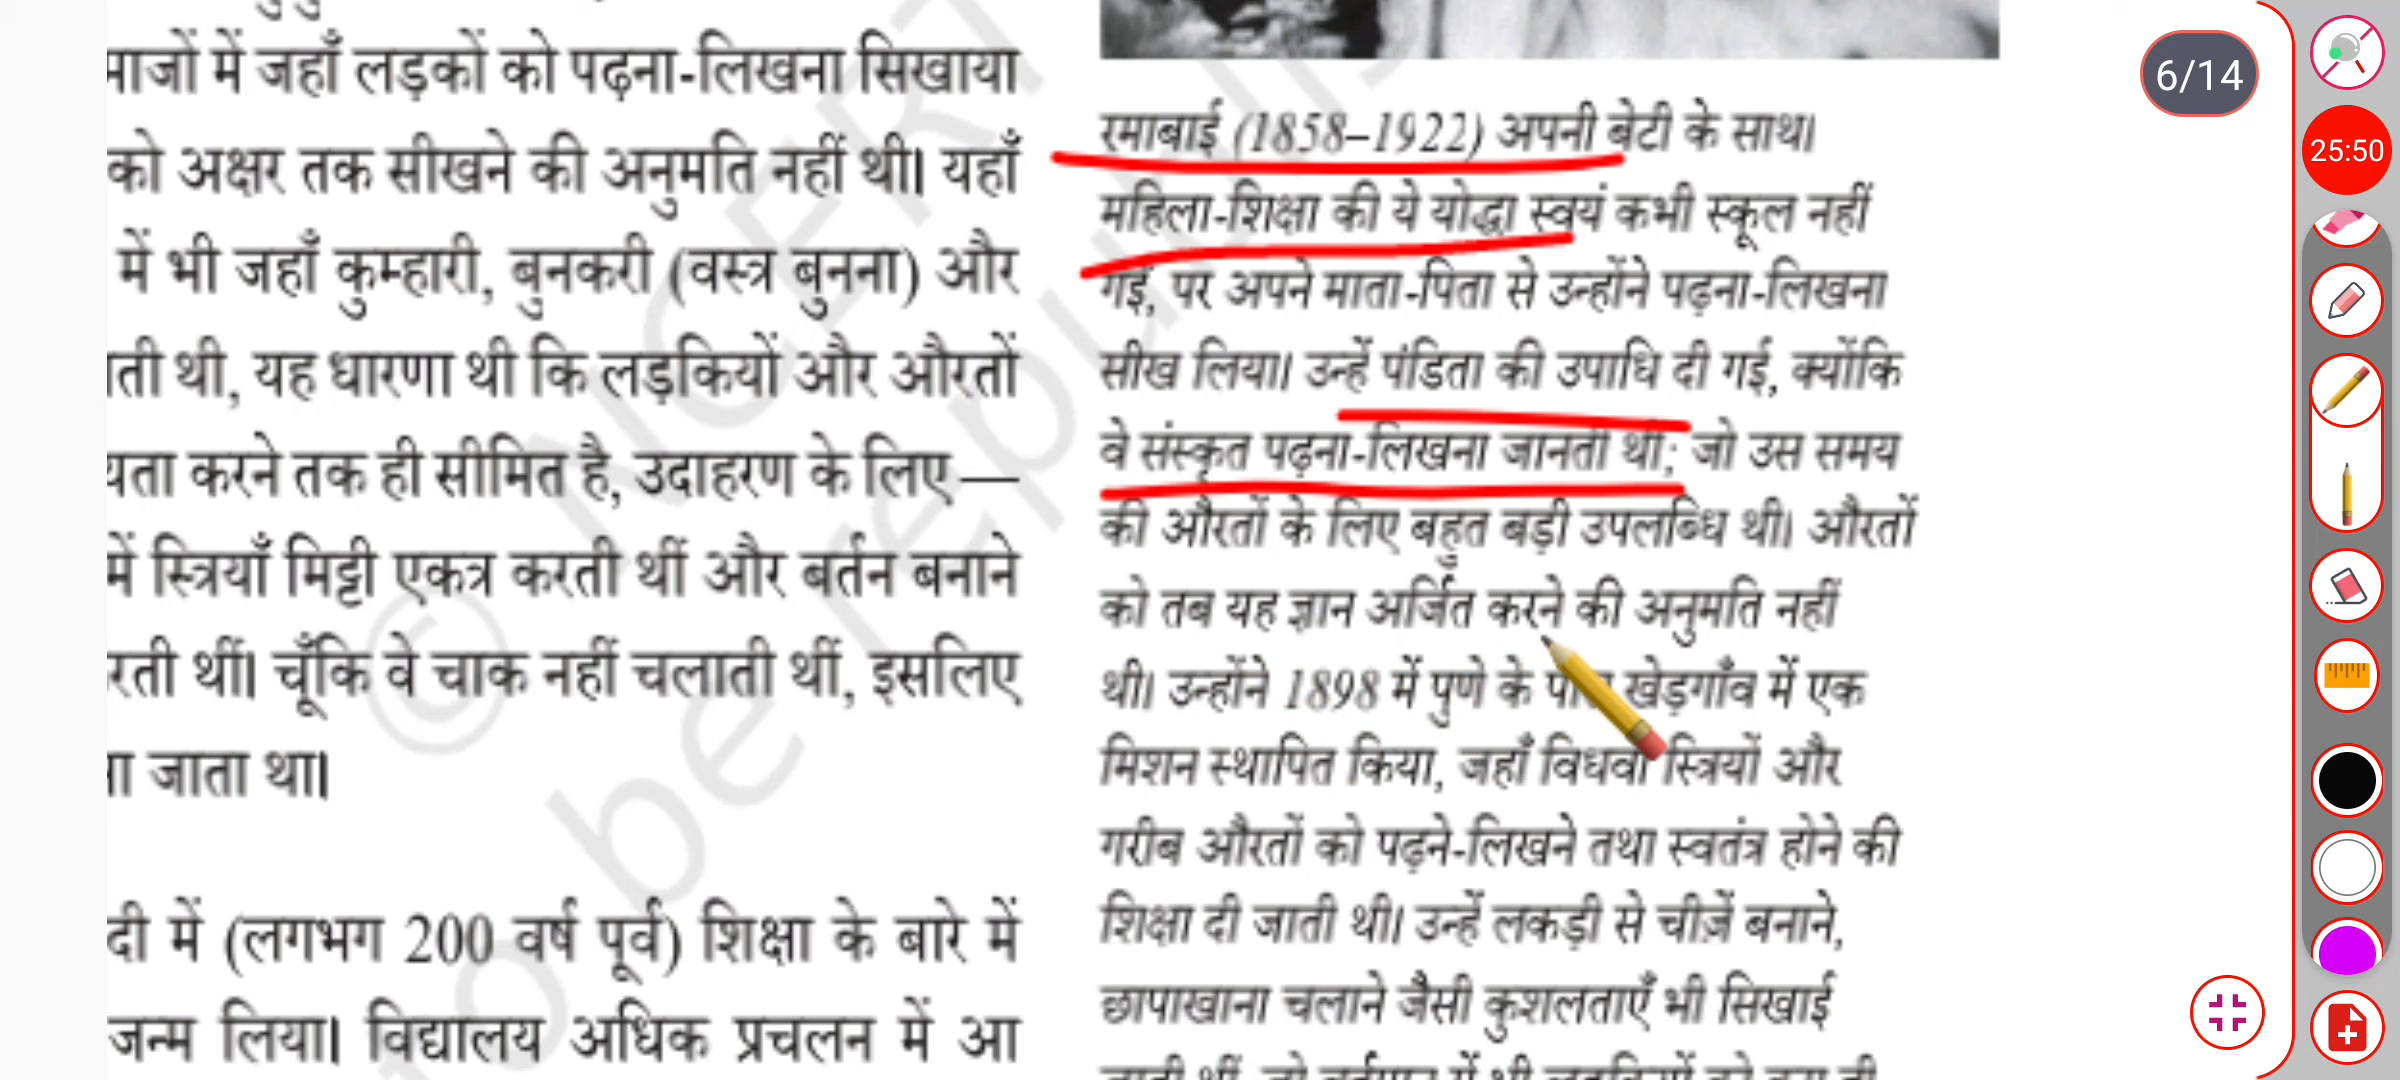 माजों में जहाँ लड़कों को पढ़ना-लिखना सिखाया
को अक्षर तक सीखने की अनुमति नहीं थी। यहाँ
में भी जहाँ कुम्हारी, बुनकरी (वस्त्र बुनना) और
ती थी, यह धारणा थी कि लड़कियों और औरतों
यता करने तक ही सीमित है, उदाहरण के लिए—
में स्त्रियाँ मिट्टी एकत्र करती थीं और बर्तन बनाने
रती थीं। चूँकि वे चाक नहीं चलाती थीं, इसलिए
जाता था।
दी में (लगभग 200 वर्ष पूर्व) शिक्षा के बारे में
जन्म लिया। विद्यालय अधिक प्रचलन में आ
रमाबाई (1858–1922) अपनी बेटी के साथ।
महिला-शिक्षा की ये योद्धा स्वयं कभी स्कूल नहीं
गईं, पर अपने माता-पिता से उन्होंने पढ़ना-लिखना
सीख लिया। उन्हें पंडिता की उपाधि दी गई, क्योंकि
वे संस्कृत पढ़ना-लिखना जानती थीं; जो उस समय
की औरतों के लिए बहुत बड़ी उपलब्धि थी। औरतों
को तब यह ज्ञान अर्जित करने की अनुमति नहीं
थी। उन्होंने 1898 में पुणे के खेड़गाँव में एक
मिशन स्थापित किया, जहाँ विधवा स्त्रियों और
गरीब औरतों को पढ़ने-लिखने तथा स्वतंत्र होने की
शिक्षा दी जाती थी। उन्हें लकड़ी से चीज़ें बनाने,
छापाखाना चलाने जैसी कुशलताएँ भी सिखाई
6/14
25:50
© NCERT
be repub